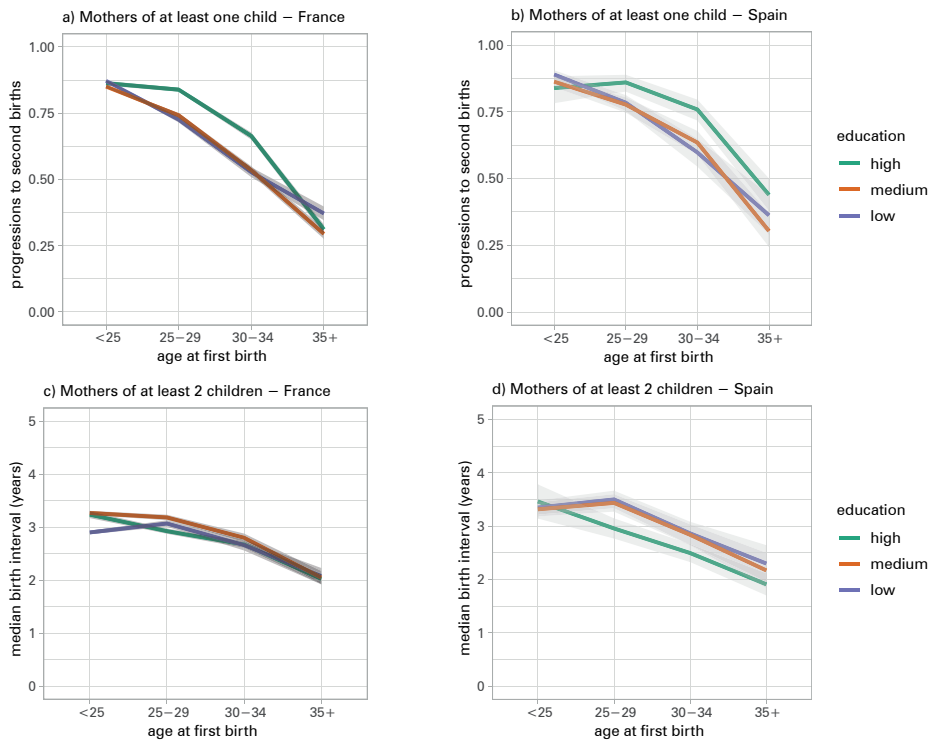 a) Mothers of at least one child – France
progressions to second births
1.00
0.75
0.50
0.25
0.00
<25
25–29
30–34
35+
age at first birth
b) Mothers of at least one child – Spain
progressions to second births
1.00
0.75
0.50
0.25
0.00
<25
25–29
30–34
35+
age at first birth
education
high
medium
low
c) Mothers of at least 2 children – France
median birth interval (years)
5
4
3
2
1
0
<25
25–29
30–34
35+
age at first birth
d) Mothers of at least 2 children – Spain
median birth interval (years)
5
4
3
2
1
0
<25
25–29
30–34
35+
age at first birth
education
high
medium
low